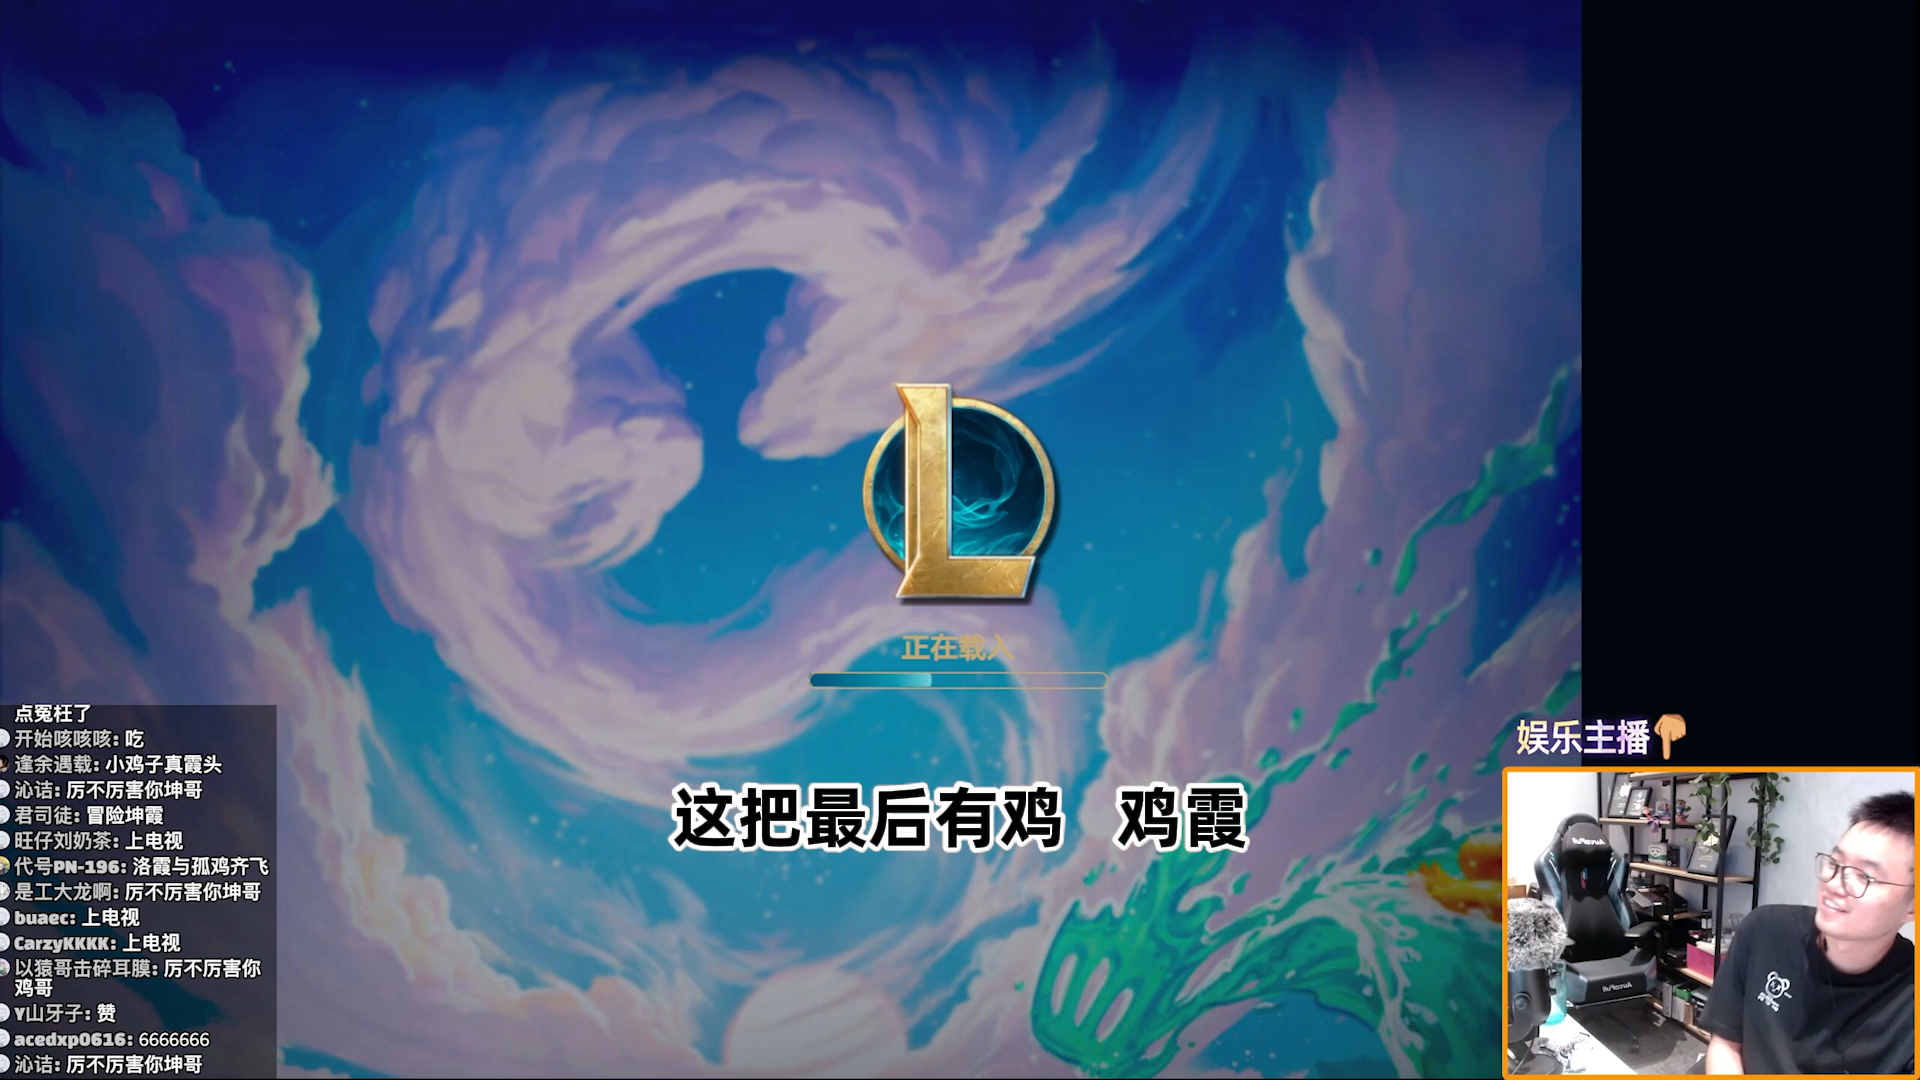 正在载入
点冤枉了
开始咳咳咳: 吃
逢余遇载: 小鸡子真霞头
沁诘: 厉不厉害你坤哥
君司徒: 冒险坤霞
旺仔刘奶茶: 上电视
代号PN-196: 洛霞与孤鸡齐飞
是工大龙啊: 厉不厉害你坤哥
buaec: 上电视
CarzyKKKK: 上电视
以猿哥击碎耳膜: 厉不厉害你
鸡哥
Y山牙子: 赞
acedxp0616: 6666666
沁诘: 厉不厉害你坤哥
这把最后有鸡 鸡霞
娱乐主播👇